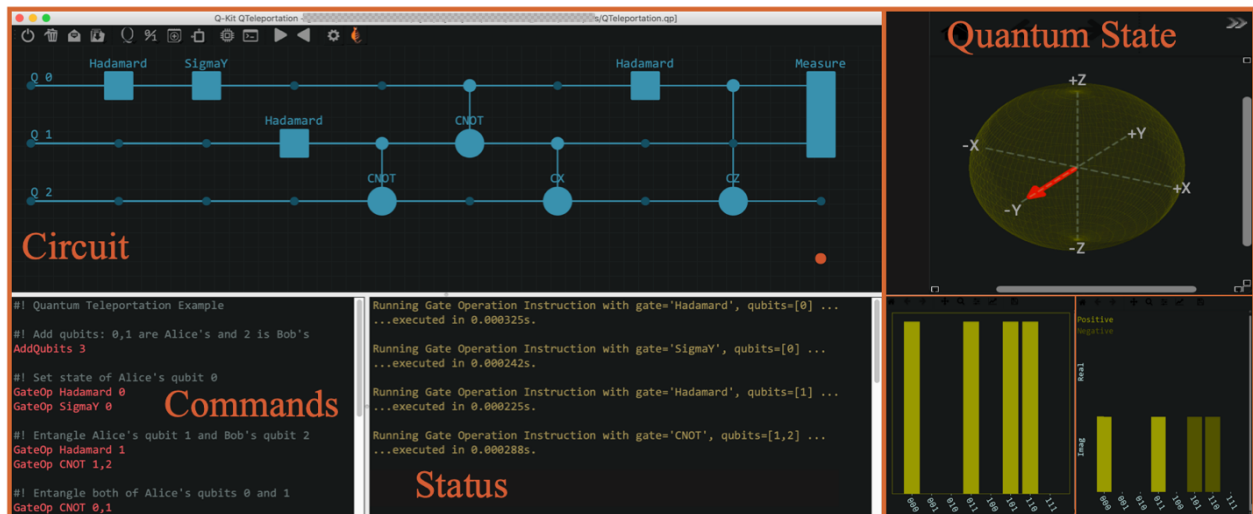 Q-Kit QTeleportation -
s/QTeleportation.qp]
Quantum State
Hadamard SigmaY Hadamard Measure
Q 0
Hadamard CNOT
Q 1
CNOT CX CZ
Q 2
Circuit
+Z
+Y
-X
+X
-Y
-Z
#! Quantum Teleportation Example
#! Add qubits: 0,1 are Alice's and 2 is Bob's
AddQubits 3
#! Set state of Alice's qubit 0
GateOp Hadamard 0
GateOp SigmaY 0
Commands
#! Entangle Alice's qubit 1 and Bob's qubit 2
GateOp Hadamard 1
GateOp CNOT 1,2
#! Entangle both of Alice's qubits 0 and 1
GateOp CNOT 0,1
Running Gate Operation Instruction with gate='Hadamard', qubits=[0] ...
...executed in 0.000325s.
Running Gate Operation Instruction with gate='SigmaY', qubits=[0] ...
...executed in 0.000242s.
Running Gate Operation Instruction with gate='Hadamard', qubits=[1] ...
...executed in 0.000225s.
Running Gate Operation Instruction with gate='CNOT', qubits=[1,2] ...
...executed in 0.000288s.
Status
000 001 010 011 100 101 110 111
Positive
Negative
Real
Imag
000 001 010 011 100 101 110 111